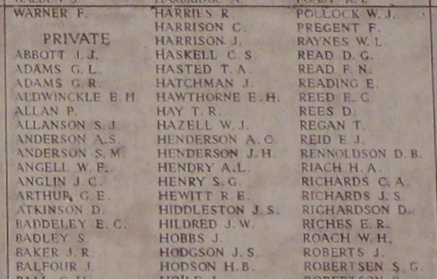 WARNER F.
PRIVATE
ABBOTT J. J.
ADAMS G. L.
ADAMS G. R.
ALDWINCKLE E. H.
ALLAN P.
ALLANSON S. J.
ANDERSON A. S.
ANDERSON S. M.
ANGELL W. F.
ANGLIN J. C.
ARTHUR, G. E.
ATKINSON D.
BADDELEY E. C.
BADLEY S.
BAKER J. R.
BALFOUR J.
HARRIES R.
HARRISON C.
HARRISON J.
HASKELL C. S.
HASTED T. A.
HATCHMAN J.
HAWTHORNE E. H.
HAY T. R.
HAZELL W. J.
HENDERSON A. O.
HENDERSON J. H.
HENDRY A. L.
HENRY S. G.
HEWITT R. E.
HIDDLESTON J. S.
HILDRED J. W.
HOBBS J.
HODGSON J. S.
HODSON H. B.
POLLOCK W. J.
PREGENT F.
RAYNES W. L.
READ D. G.
READ F. N.
READING E.
REED E. C.
REES D.
REGAN T.
REID E. J.
RENNOLDSON D. B.
RIACH H. A.
RICHARDS C. A.
RICHARDS J. S.
RICHARDSON D.
RICHES E. R.
ROACH W. H.
ROBERTS J.
ROBERTSEN S. G.